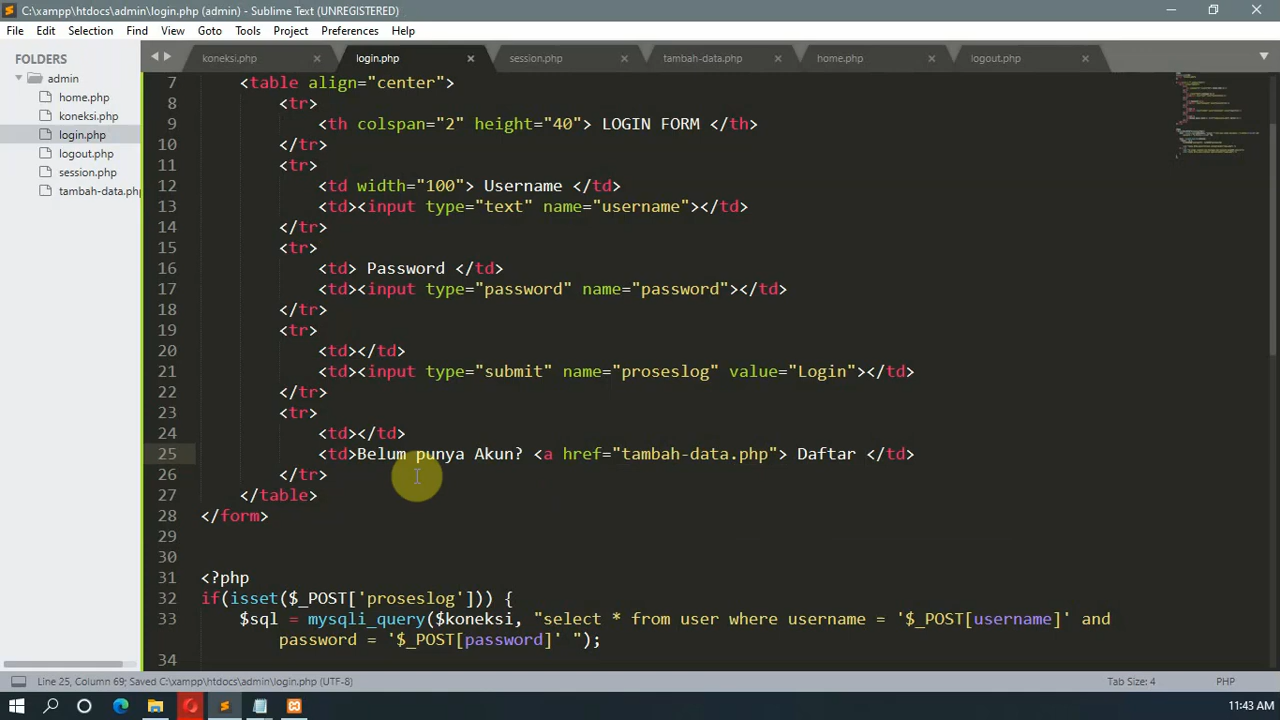 C:\xampp\htdocs\admin\login.php (admin) - Sublime Text (UNREGISTERED)
File Edit Selection Find View Goto Tools Project Preferences Help
FOLDERS
admin
home.php
koneksi.php
login.php
logout.php
session.php
tambah-data.php
koneksi.php × login.php × session.php × tambah-data.php × home.php × logout.php ×
7 <table align="center">
8 <tr>
9 <th colspan="2" height="40"> LOGIN FORM </th>
10 </tr>
11 <tr>
12 <td width="100"> Username </td>
13 <td><input type="text" name="username"></td>
14 </tr>
15 <tr>
16 <td> Password </td>
17 <td><input type="password" name="password"></td>
18 </tr>
19 <tr>
20 <td></td>
21 <td><input type="submit" name="proseslog" value="Login"></td>
22 </tr>
23 <tr>
24 <td></td>
25 <td>Belum punya Akun? <a href="tambah-data.php"> Daftar </td>
26 </tr>
27 </table>
28 </form>
29
30
31 <?php
32 if(isset($_POST['proseslog'])) {
33 $sql = mysqli_query($koneksi, "select * from user where username = '$_POST[username]' and
password = '$_POST[password]' ");
34
Line 25, Column 69; Saved C:\xampp\htdocs\admin\login.php (UTF-8)
Tab Size: 4
PHP
11:43 AM